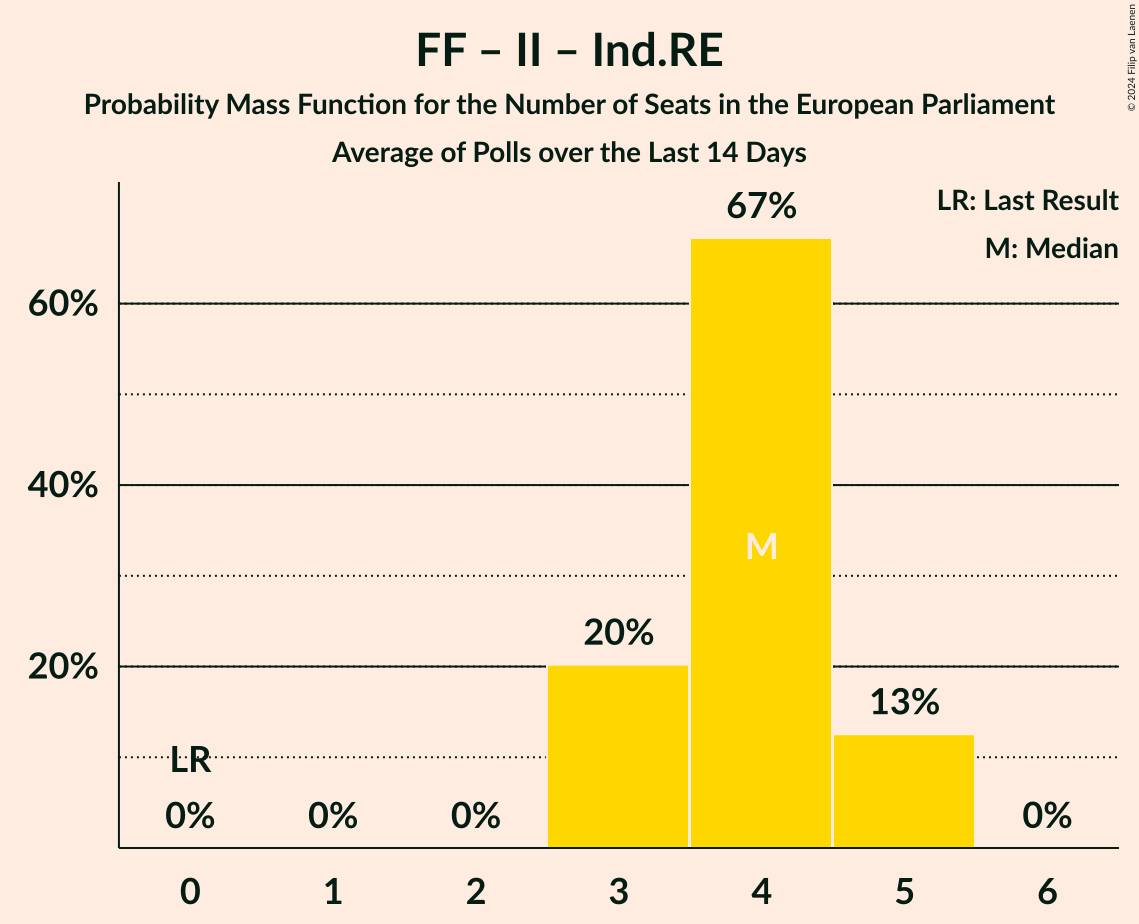 FF – II – Ind.RE
Probability Mass Function for the Number of Seats in the European Parliament
Average of Polls over the Last 14 Days
© 2024 Filip van Laenen
LR: Last Result
M: Median
67%
60%
40%
M
20%
20%
13%
LR
0%
0%
0%
0%
0
1
2
3
4
5
6